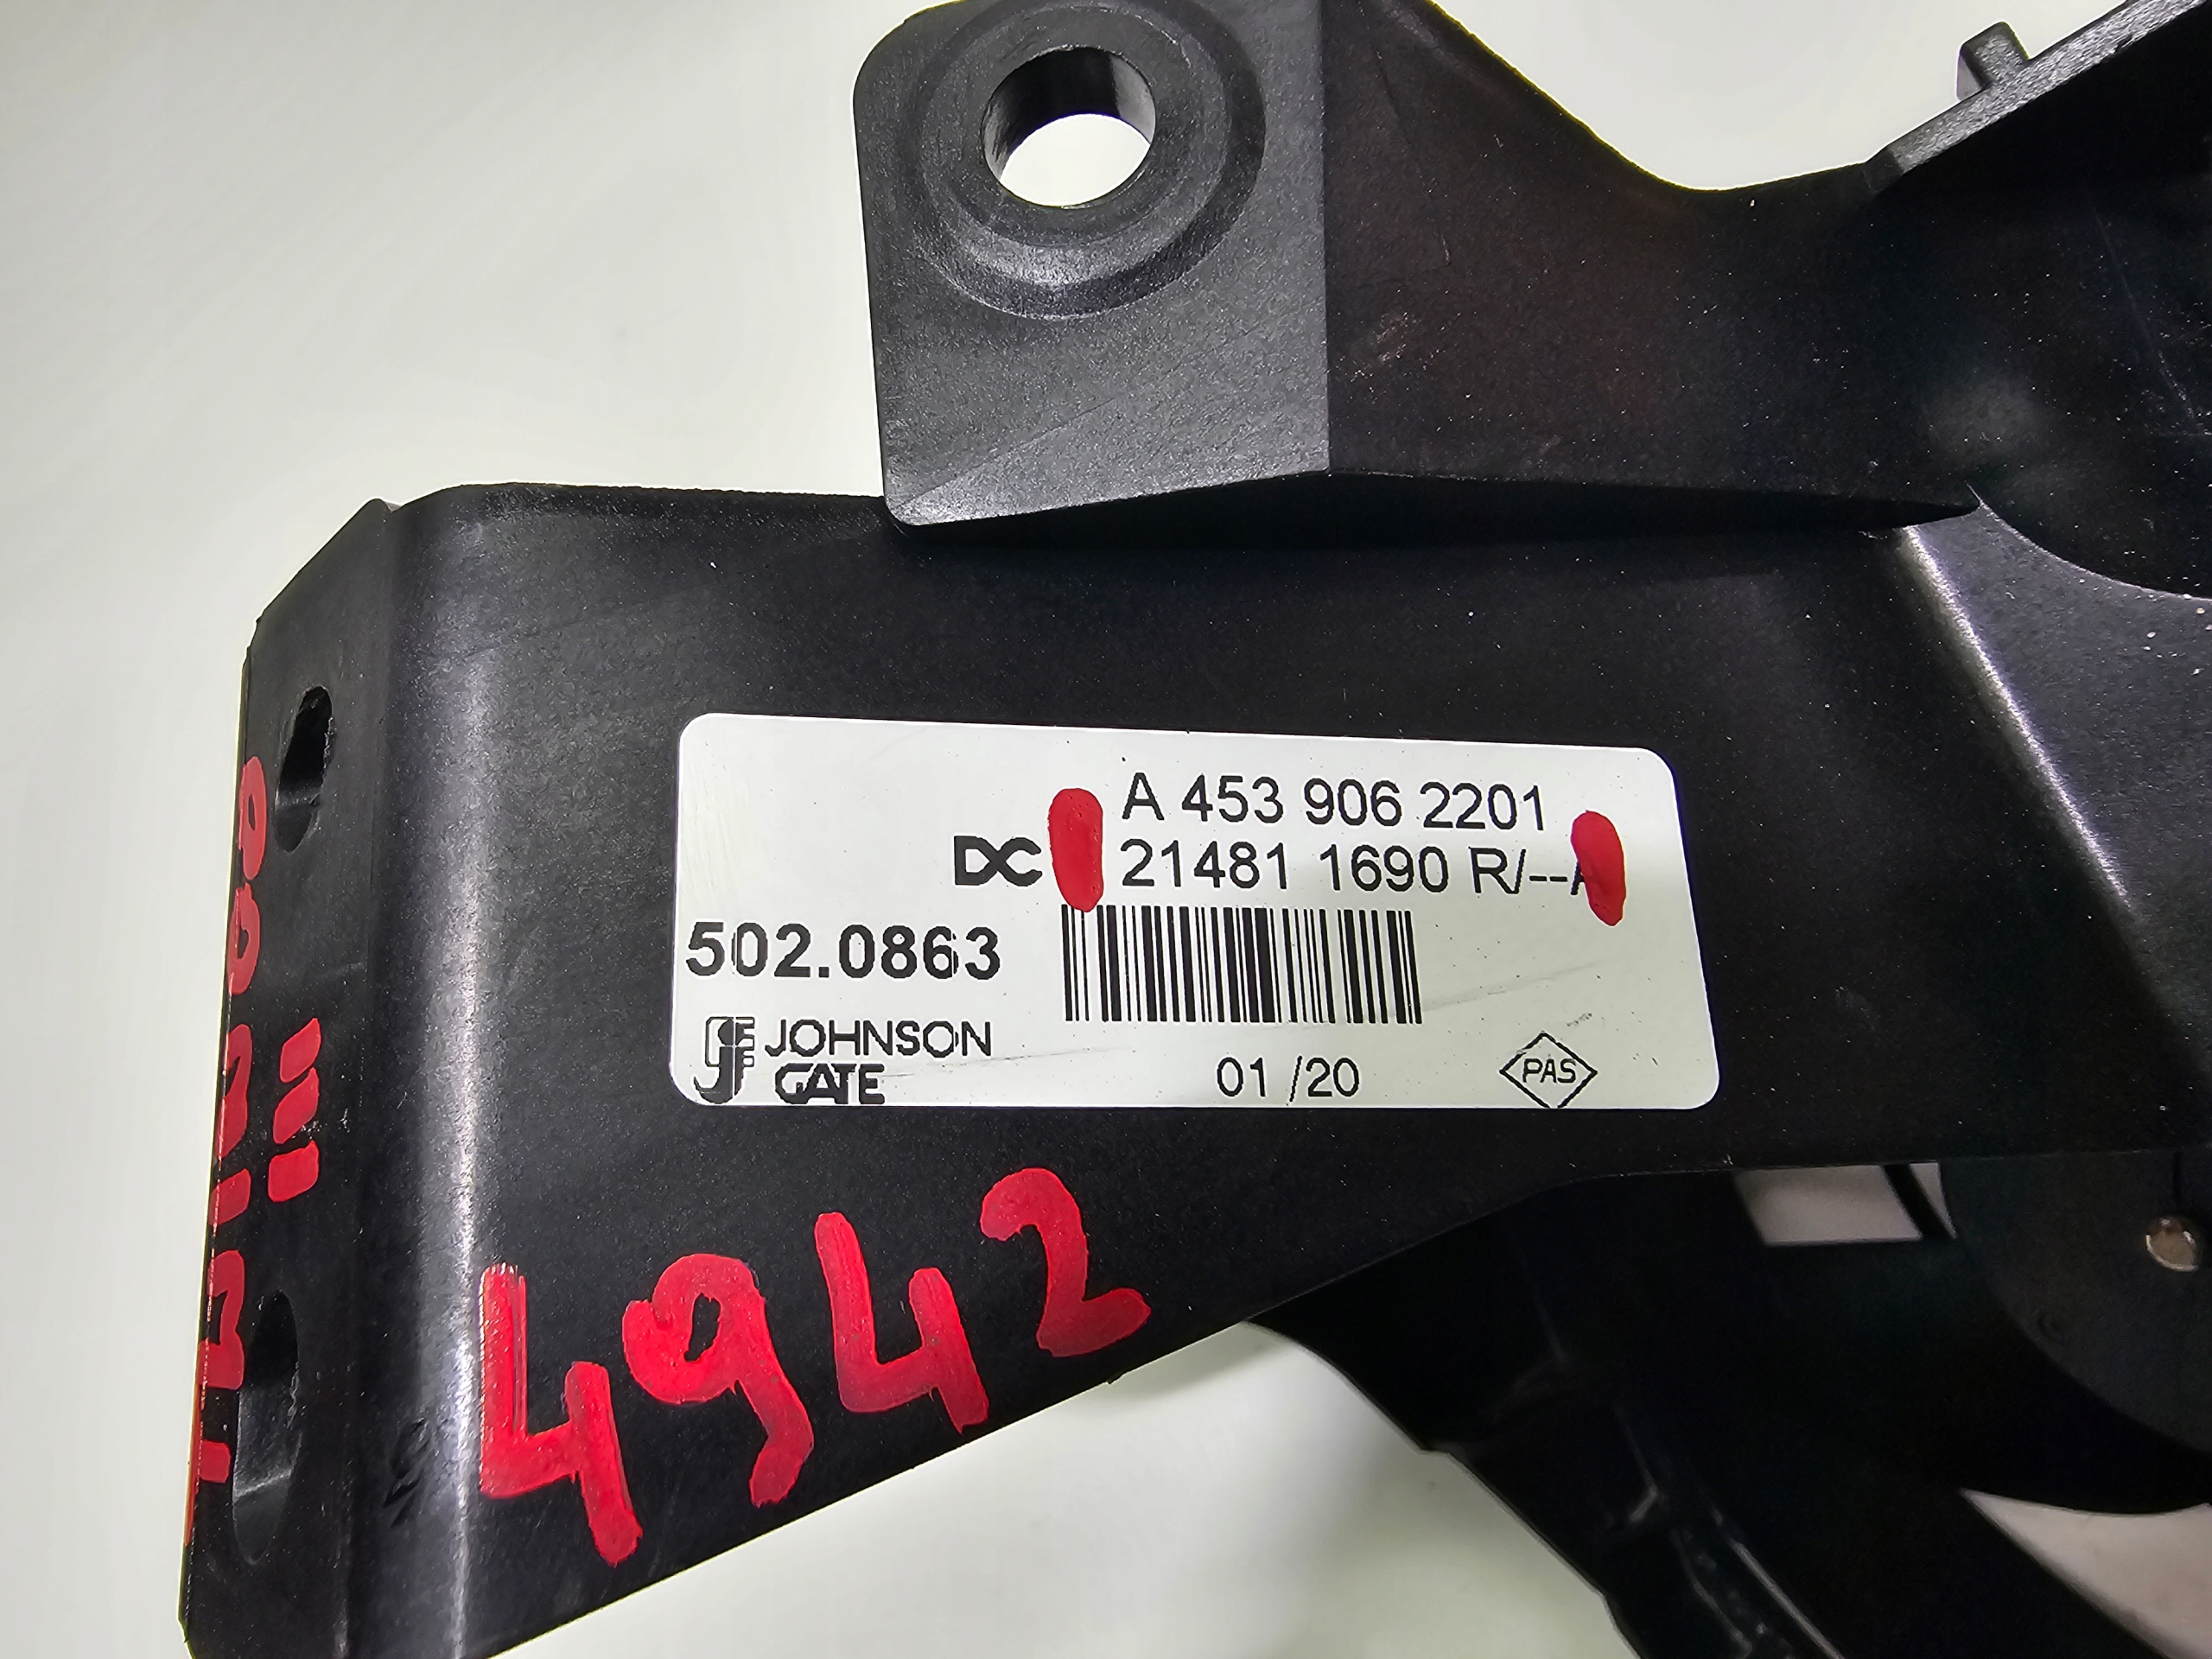 A 453 906 2201
DC 21481 1690 R/--A
502.0863
JOHNSON
GATE
01 /20
PAS
4942